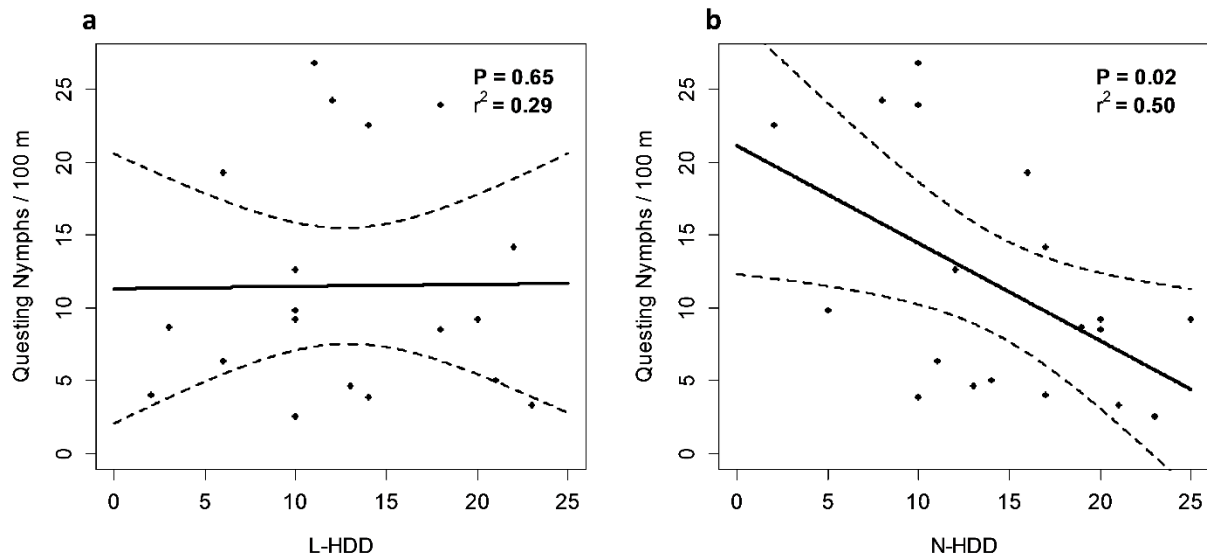 a
P = 0.65
r² = 0.29
Questing Nymphs / 100 m
0
5
10
15
20
25
0 5 10 15 20 25
L-HDD
b
P = 0.02
r² = 0.50
Questing Nymphs / 100 m
0
5
10
15
20
25
0 5 10 15 20 25
N-HDD